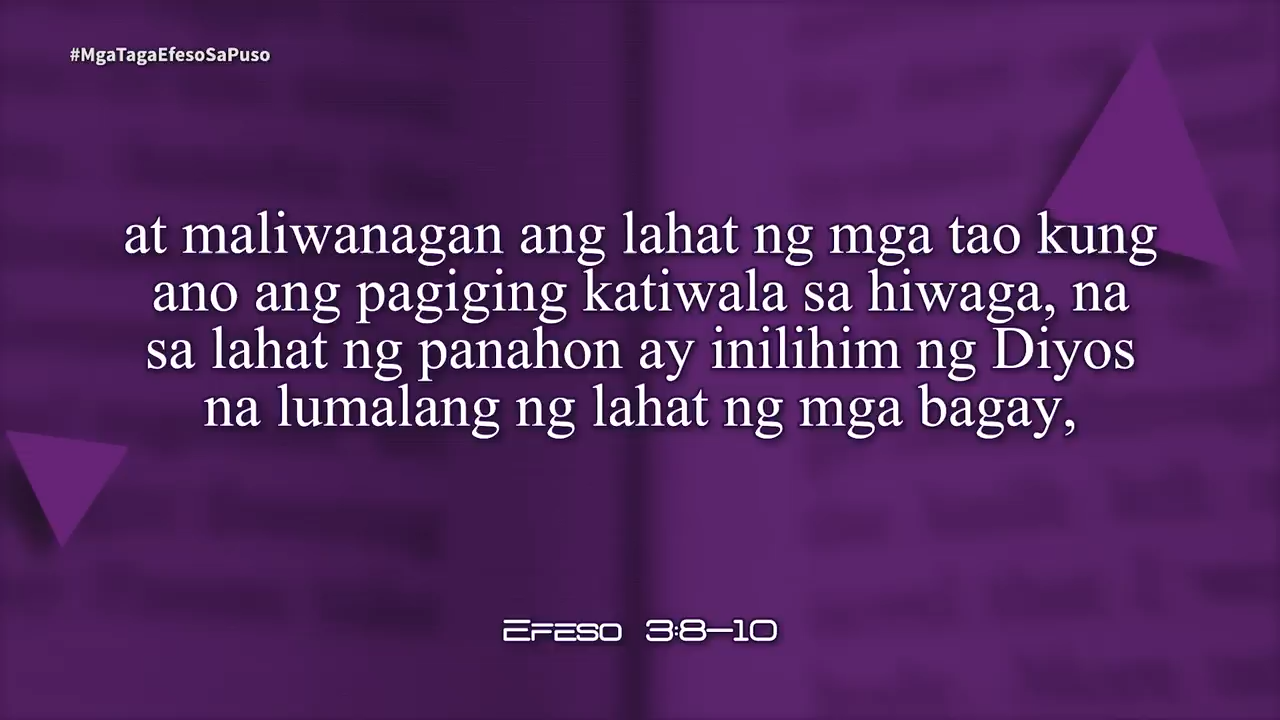 #MgaTagaEfesoSaPuso
at maliwanagan ang lahat ng mga tao kung
ano ang pagiging katiwala sa hiwaga, na
sa lahat ng panahon ay inilihim ng Diyos
na lumalang ng lahat ng mga bagay,
Efeso 3:8–10